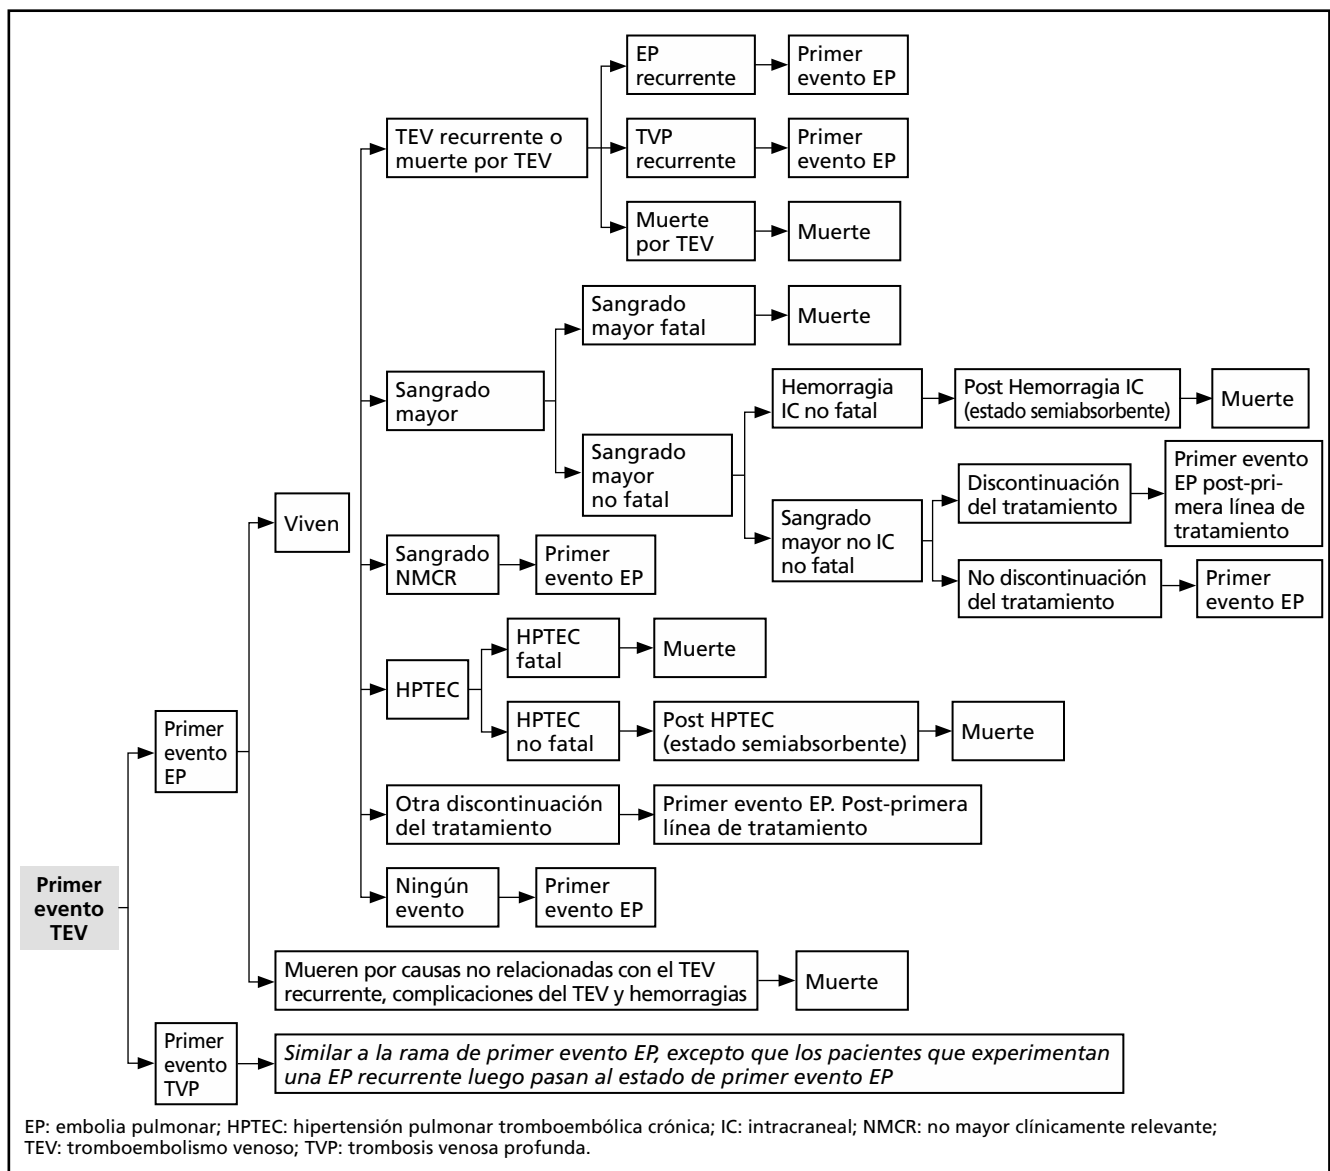 EP
recurrente
Primer
evento EP
TEV recurrente o
muerte por TEV
TVP
recurrente
Primer
evento EP
Muerte
por TEV
Muerte
Sangrado
mayor fatal
Muerte
Sangrado
mayor
Hemorragia
IC no fatal
Post Hemorragia IC
(estado semiabsorbente)
Muerte
Sangrado
mayor
no fatal
Sangrado
mayor no IC
no fatal
Discontinuación
del tratamiento
Primer evento
EP post-pri-
mera línea de
tratamiento
No discontinuación
del tratamiento
Primer
evento EP
Viven
Sangrado
NMCR
Primer
evento EP
HPTEC
HPTEC
fatal
Muerte
HPTEC
no fatal
Post HPTEC
(estado semiabsorbente)
Muerte
Primer
evento
EP
Otra discontinuación
del tratamiento
Primer evento EP. Post-primera
línea de tratamiento
Ningún
evento
Primer
evento EP
Primer
evento
TEV
Mueren por causas no relacionadas con el TEV
recurrente, complicaciones del TEV y hemorragias
Muerte
Primer
evento
TVP
Similar a la rama de primer evento EP, excepto que los pacientes que experimentan
una EP recurrente luego pasan al estado de primer evento EP
EP: embolia pulmonar; HPTEC: hipertensión pulmonar tromboembólica crónica; IC: intracraneal; NMCR: no mayor clínicamente relevante;
TEV: tromboembolismo venoso; TVP: trombosis venosa profunda.